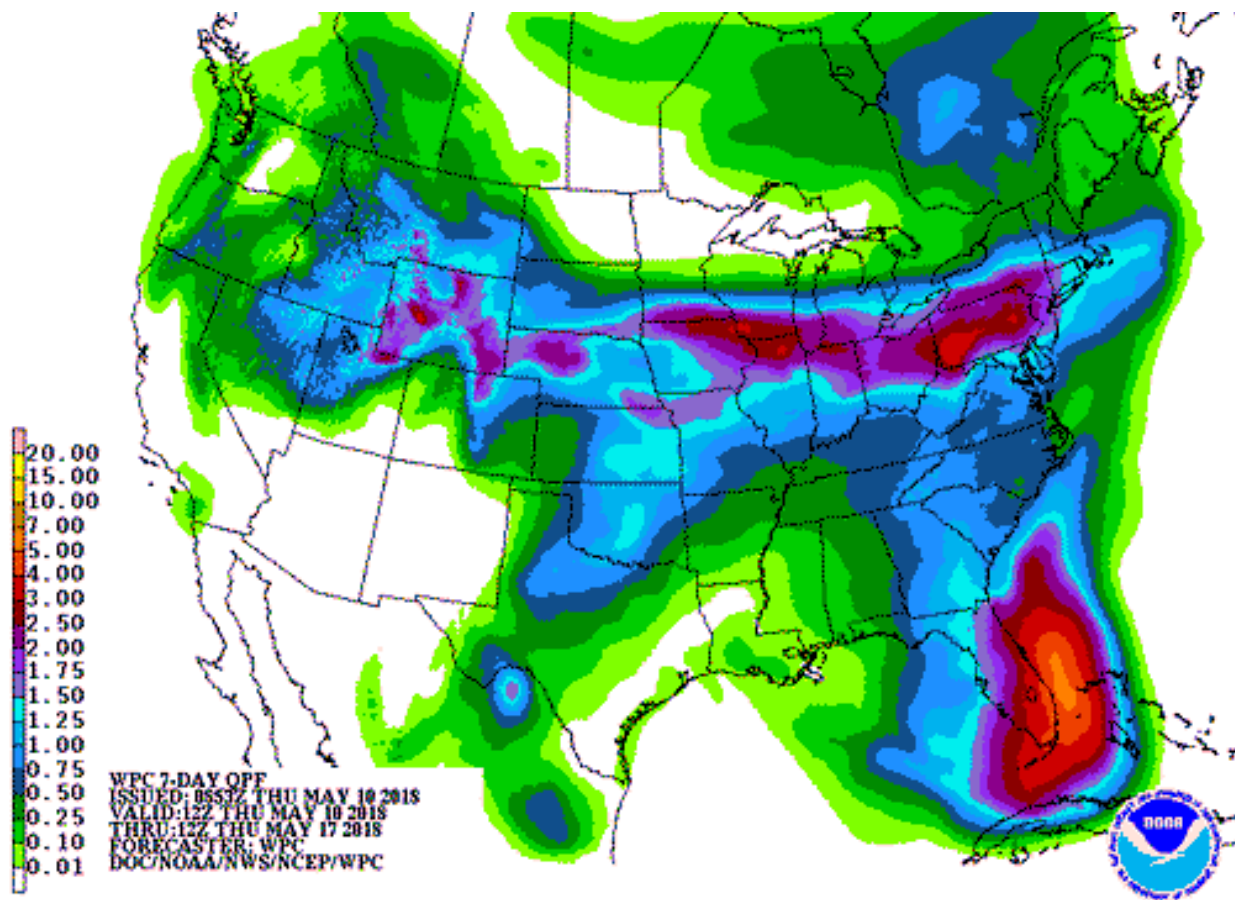 20.00
15.00
10.00
7.00
5.00
4.00
3.00
2.50
2.00
1.75
1.50
1.25
1.00
0.75
0.50
0.25
0.10
0.01
WPC 7-DAY QPF
ISSUED: 0853Z THU MAY 10 2018
VALID:12Z THU MAY 10 2018
THRU:12Z THU MAY 17 2018
FORECASTER: WPC
DOC/NOAA/NWS/NCEP/WPC
NOAA